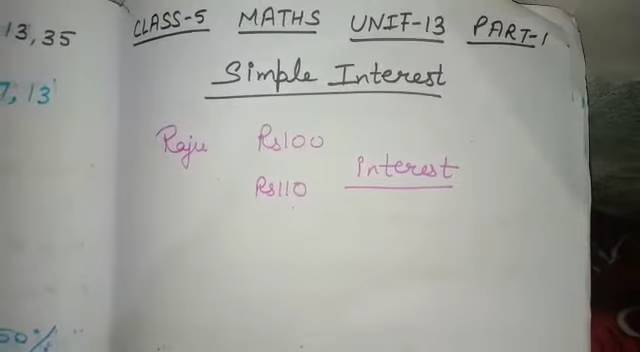 13,35
7,13
CLASS-5 MATHS UNIT-13 PART-1
Simple Interest
Raju Rs100
Interest
Rs110
50%